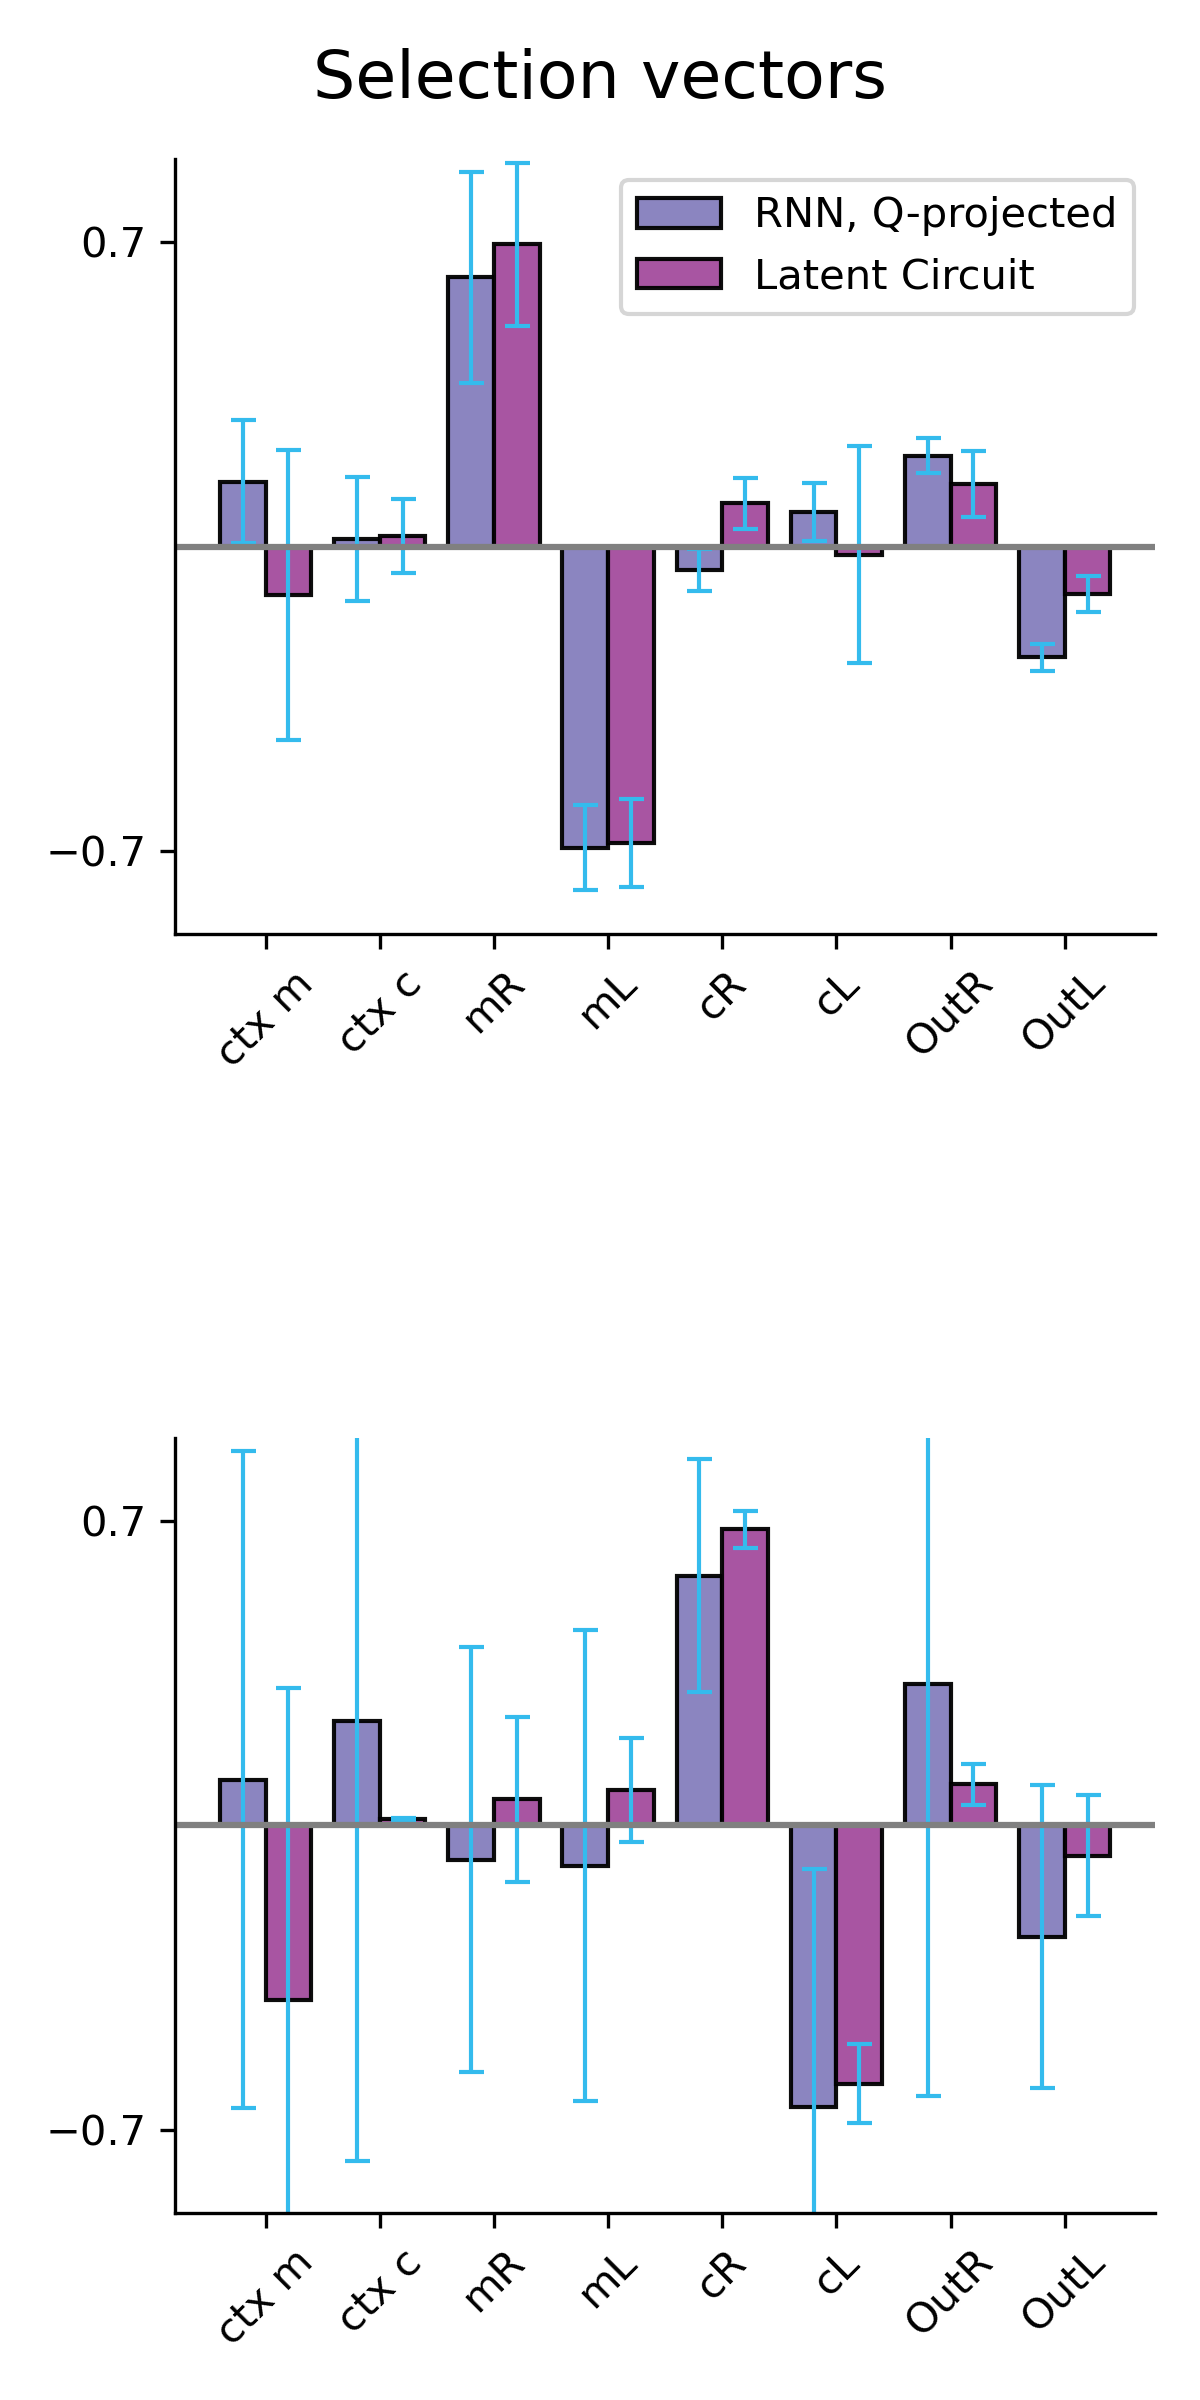 Selection vectors
RNN, Q-projected
Latent Circuit
0.7
−0.7
ctx m
ctx c
mR
mL
cR
cL
OutR
OutL
0.7
−0.7
ctx m
ctx c
mR
mL
cR
cL
OutR
OutL